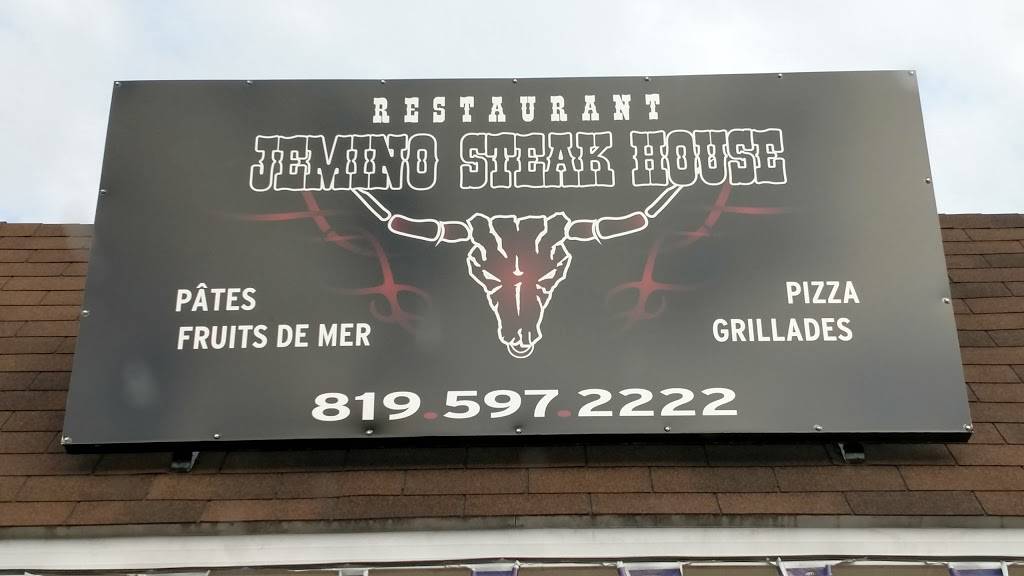 RESTAURANT
JEMINO STEAK HOUSE
PÂTES
FRUITS DE MER
PIZZA
GRILLADES
819.597.2222